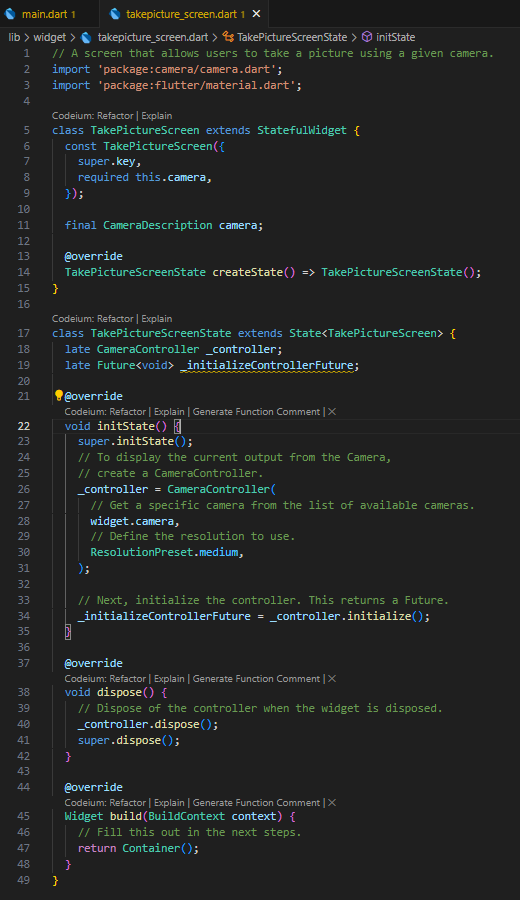 main.dart 1
takepicture_screen.dart 1 ×
lib > widget > takepicture_screen.dart > TakePictureScreenState > initState
1 // A screen that allows users to take a picture using a given camera.
2 import 'package:camera/camera.dart';
3 import 'package:flutter/material.dart';
4
Codeium: Refactor | Explain
5 class TakePictureScreen extends StatefulWidget {
6 const TakePictureScreen({
7 super.key,
8 required this.camera,
9 });
10
11 final CameraDescription camera;
12
13 @override
14 TakePictureScreenState createState() => TakePictureScreenState();
15 }
16
Codeium: Refactor | Explain
17 class TakePictureScreenState extends State<TakePictureScreen> {
18 late CameraController _controller;
19 late Future<void> _initializeControllerFuture;
20
21 @override
Codeium: Refactor | Explain | Generate Function Comment | ×
22 void initState() {
23 super.initState();
24 // To display the current output from the Camera,
25 // create a CameraController.
26 _controller = CameraController(
27 // Get a specific camera from the list of available cameras.
28 widget.camera,
29 // Define the resolution to use.
30 ResolutionPreset.medium,
31 );
32
33 // Next, initialize the controller. This returns a Future.
34 _initializeControllerFuture = _controller.initialize();
35 }
36
37 @override
Codeium: Refactor | Explain | Generate Function Comment | ×
38 void dispose() {
39 // Dispose of the controller when the widget is disposed.
40 _controller.dispose();
41 super.dispose();
42 }
43
44 @override
Codeium: Refactor | Explain | Generate Function Comment | ×
45 Widget build(BuildContext context) {
46 // Fill this out in the next steps.
47 return Container();
48 }
49 }